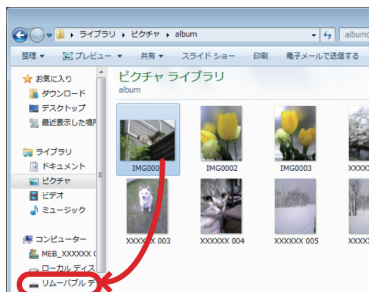 ライブラリ ▸ ピクチャ ▸ album
整理 プレビュー 共有 スライド ショー 印刷 電子メールで送信する
お気に入り
ダウンロード
デスクトップ
最近表示した場所
ライブラリ
ドキュメント
ピクチャ
ビデオ
ミュージック
コンピューター
MEB_XXXXXX (
ローカル ディス
リムーバブル デ
ピクチャ ライブラリ
album
IMG0002
IMG0003
XXXXXX 003
XXXXXX 004
XXXXXX 005